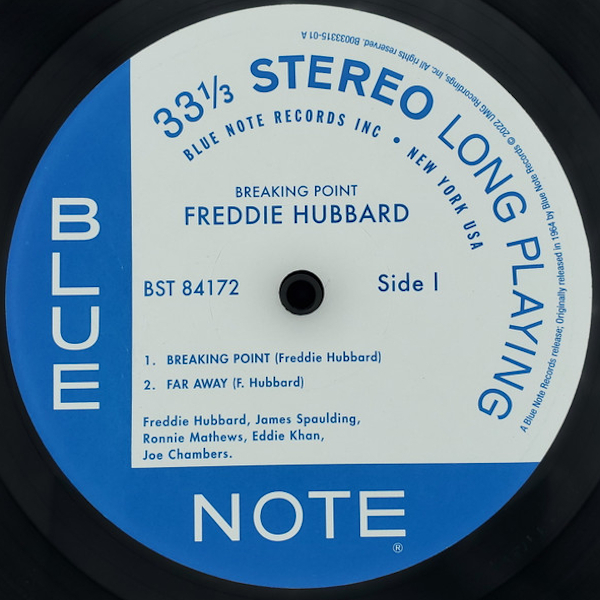 33⅓ STEREO LONG PLAYING
BLUE NOTE RECORDS INC • NEW YORK USA
A Blue Note Records release; Originally released in 1964 by Blue Note Records © 2022 UMG Recordings, Inc. All rights reserved. B0033315-01 A
BREAKING POINT
FREDDIE HUBBARD
BST 84172
Side 1
1. BREAKING POINT (Freddie Hubbard)
2. FAR AWAY (F. Hubbard)
Freddie Hubbard, James Spaulding,
Ronnie Mathews, Eddie Khan,
Joe Chambers.
BLUE
NOTE
®